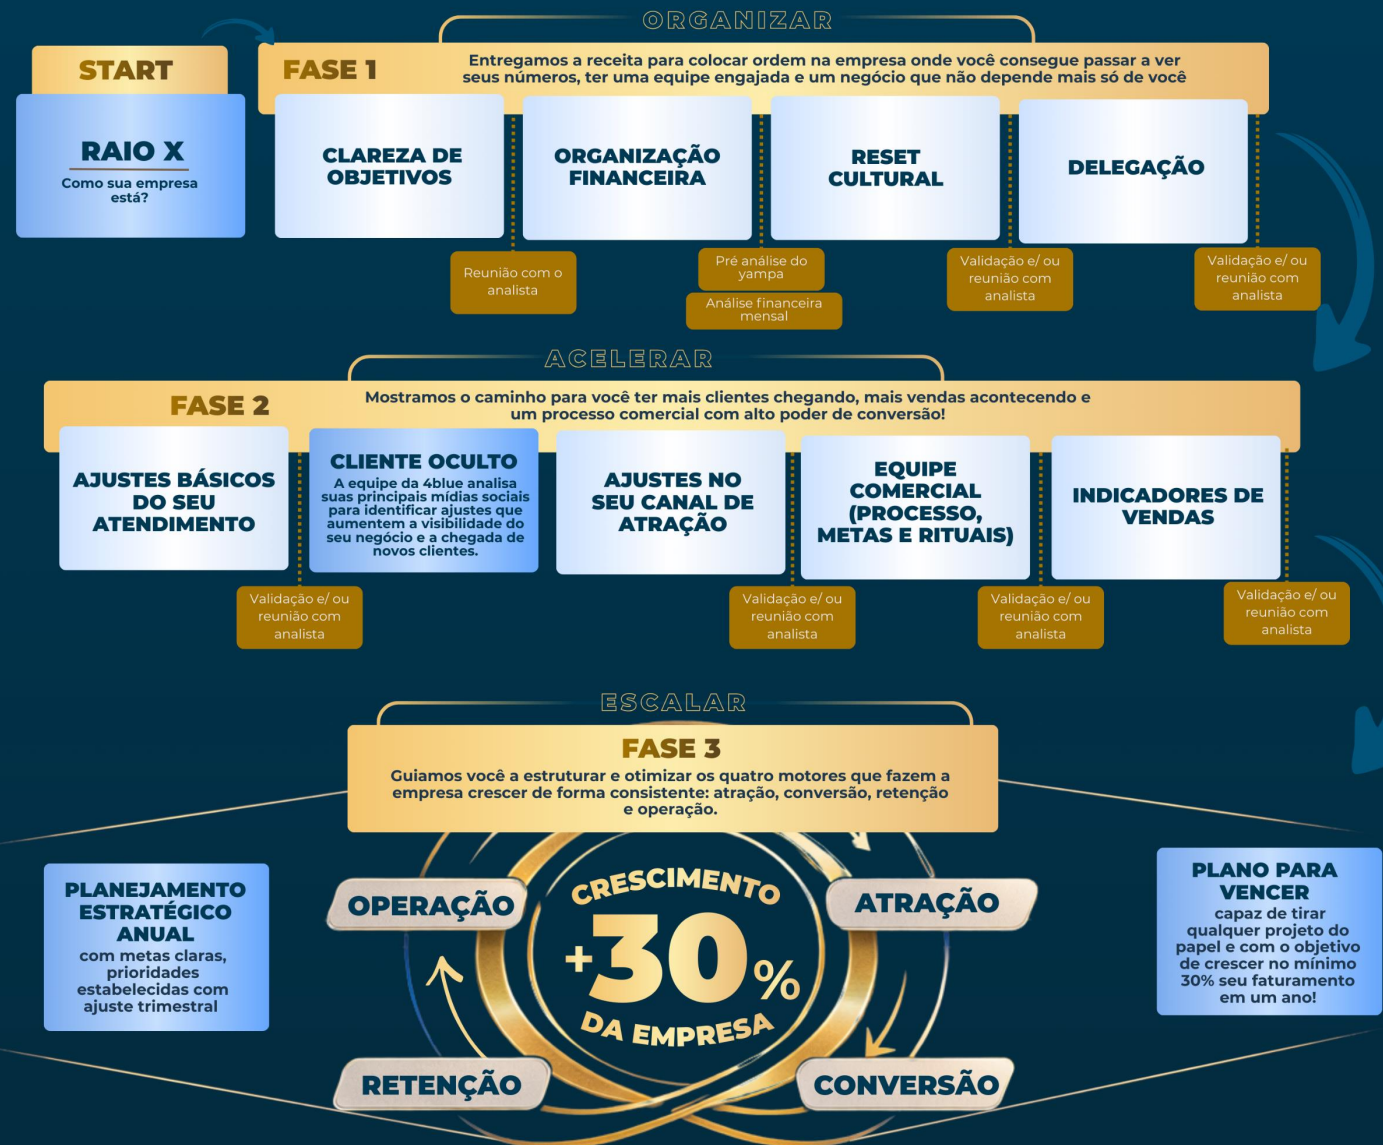 ORGANIZAR
START
RAIO X
Como sua empresa
está?
FASE 1
Entregamos a receita para colocar ordem na empresa onde você consegue passar a ver
seus números, ter uma equipe engajada e um negócio que não depende mais só de você
CLAREZA DE
OBJETIVOS
ORGANIZAÇÃO
FINANCEIRA
RESET
CULTURAL
DELEGAÇÃO
Reunião com o
analista
Pré análise do
yampa
Análise financeira
mensal
Validação e/ ou
reunião com
analista
Validação e/ ou
reunião com
analista
ACELERAR
FASE 2
Mostramos o caminho para você ter mais clientes chegando, mais vendas acontecendo e
um processo comercial com alto poder de conversão!
AJUSTES BÁSICOS
DO SEU
ATENDIMENTO
CLIENTE OCULTO
A equipe da 4blue analisa
suas principais mídias sociais
para identificar ajustes que
aumentem a visibilidade do
seu negócio e a chegada de
novos clientes.
AJUSTES NO
SEU CANAL DE
ATRAÇÃO
EQUIPE
COMERCIAL
(PROCESSO,
METAS E RITUAIS)
INDICADORES DE
VENDAS
Validação e/ ou
reunião com
analista
Validação e/ ou
reunião com
analista
Validação e/ ou
reunião com
analista
Validação e/ ou
reunião com
analista
ESCALAR
FASE 3
Guiamos você a estruturar e otimizar os quatro motores que fazem a
empresa crescer de forma consistente: atração, conversão, retenção
e operação.
PLANEJAMENTO
ESTRATÉGICO
ANUAL
com metas claras,
prioridades
estabelecidas com
ajuste trimestral
OPERAÇÃO
CRESCIMENTO
+30%
DA EMPRESA
ATRAÇÃO
RETENÇÃO
CONVERSÃO
PLANO PARA
VENCER
capaz de tirar
qualquer projeto do
papel e com o objetivo
de crescer no mínimo
30% seu faturamento
em um ano!